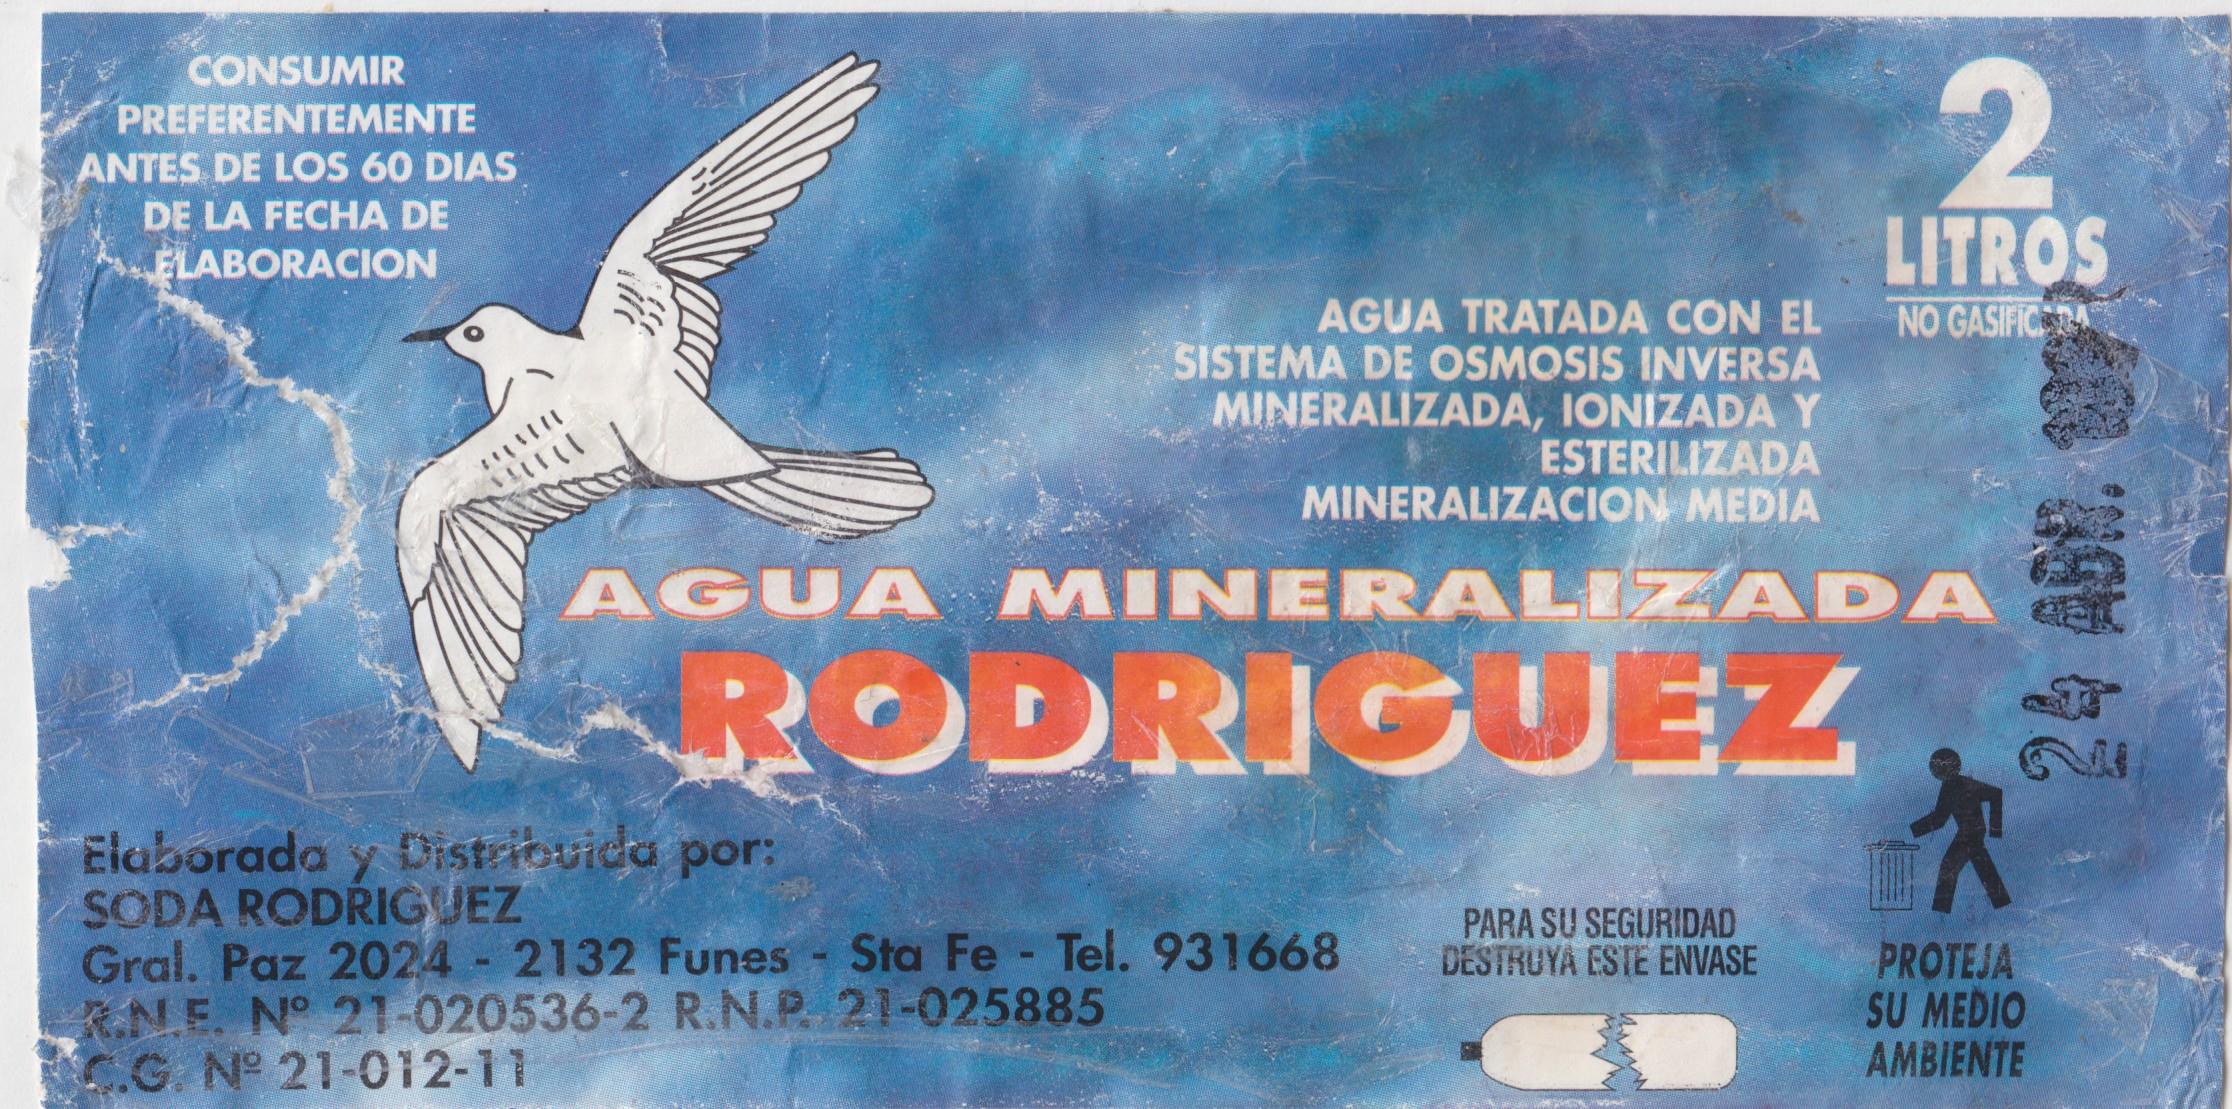 CONSUMIR
PREFERENTEMENTE
ANTES DE LOS 60 DIAS
DE LA FECHA DE
ELABORACION
2
LITROS
NO GASIFICADA
AGUA TRATADA CON EL
SISTEMA DE OSMOSIS INVERSA
MINERALIZADA, IONIZADA Y
ESTERILIZADA
MINERALIZACION MEDIA
AGUA MINERALIZADA
RODRIGUEZ
24 ABR.
Elaborada y Distribuida por:
SODA RODRIGUEZ
Gral. Paz 2024 - 2132 Funes - Sta Fe - Tel. 931668
R.N.E. Nº 21-020536-2 R.N.P. 21-025885
C.G. Nº 21-012-11
PARA SU SEGURIDAD
DESTRUYA ESTE ENVASE
PROTEJA
SU MEDIO
AMBIENTE